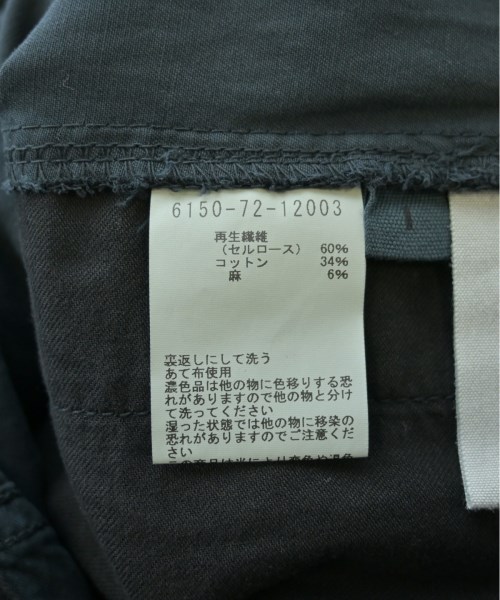 6150-72-12003
再生繊維
(セルロース) 60%
コットン 34%
麻 6%
裏返しにして洗う
あて布使用
濃色品は他の物に色移りする恐
れがありますので他の物と分け
て洗ってください
湿った状態では他の物に移染の
恐れがありますのでご注意くだ
さい